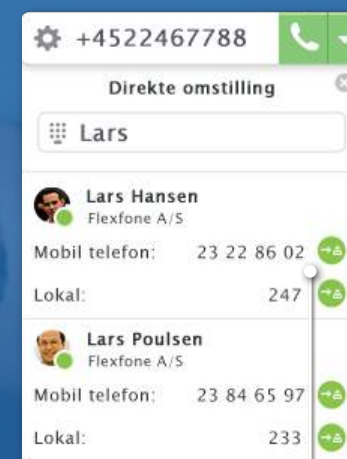 +4522467788
Direkte omstilling
Lars
Lars Hansen
Flexfone A/S
Mobil telefon: 23 22 86 02
Lokal: 247
Lars Poulsen
Flexfone A/S
Mobil telefon: 23 84 65 97
Lokal: 233